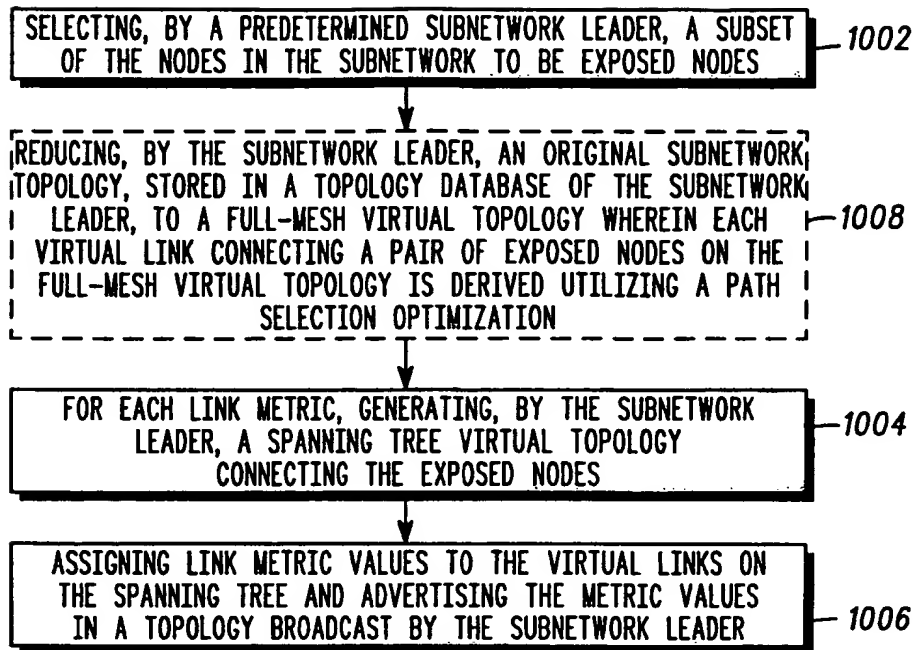 SELECTING, BY A PREDETERMINED SUBNETWORK LEADER, A SUBSET
OF THE NODES IN THE SUBNETWORK TO BE EXPOSED NODES
1002
REDUCING, BY THE SUBNETWORK LEADER, AN ORIGINAL SUBNETWORK
TOPOLOGY, STORED IN A TOPOLOGY DATABASE OF THE SUBNETWORK
LEADER, TO A FULL-MESH VIRTUAL TOPOLOGY WHEREIN EACH
VIRTUAL LINK CONNECTING A PAIR OF EXPOSED NODES ON THE
FULL-MESH VIRTUAL TOPOLOGY IS DERIVED UTILIZING A PATH
SELECTION OPTIMIZATION
1008
FOR EACH LINK METRIC, GENERATING, BY THE SUBNETWORK
LEADER, A SPANNING TREE VIRTUAL TOPOLOGY
CONNECTING THE EXPOSED NODES
1004
ASSIGNING LINK METRIC VALUES TO THE VIRTUAL LINKS ON
THE SPANNING TREE AND ADVERTISING THE METRIC VALUES
IN A TOPOLOGY BROADCAST BY THE SUBNETWORK LEADER
1006